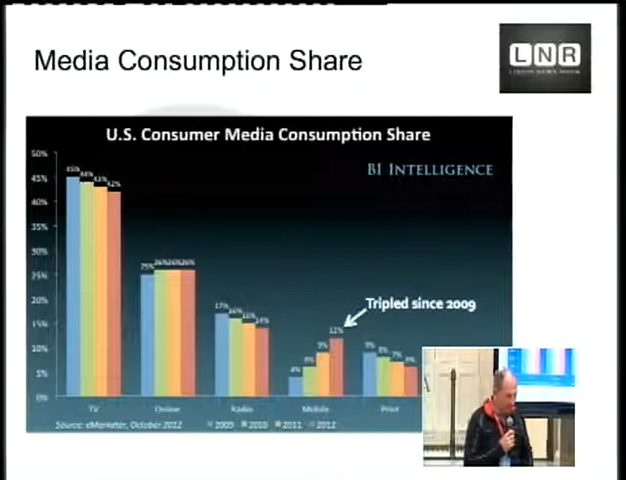 Media Consumption Share
LNR
U.S. Consumer Media Consumption Share
BI INTELLIGENCE
50%
45%
40%
35%
30%
25%
20%
15%
10%
5%
0%
45% 44% 43% 42%
25% 26% 26% 26%
17% 16% 15% 14%
4% 6% 9% 12%
9% 8% 7% 6%
Tripled since 2009
TV Online Radio Mobile Print
Source: eMarketer, October 2012
2009 2010 2011 2012